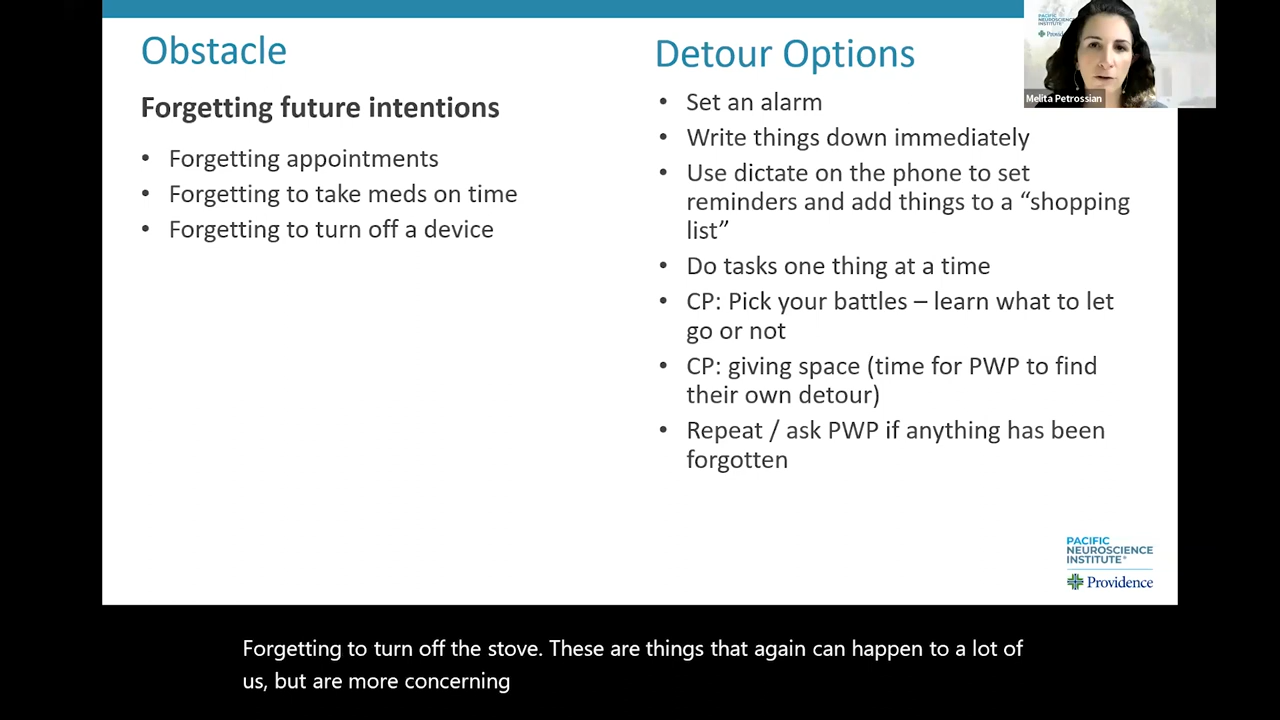 Obstacle
Forgetting future intentions
• Forgetting appointments
• Forgetting to take meds on time
• Forgetting to turn off a device
Detour Options
• Set an alarm
• Write things down immediately
• Use dictate on the phone to set
reminders and add things to a “shopping
list”
• Do tasks one thing at a time
• CP: Pick your battles – learn what to let
go or not
• CP: giving space (time for PWP to find
their own detour)
• Repeat / ask PWP if anything has been
forgotten
PACIFIC
NEUROSCIENCE
INSTITUTE
Melita Petrossian
PACIFIC
NEUROSCIENCE
INSTITUTE®
Providence
Forgetting to turn off the stove. These are things that again can happen to a lot of
us, but are more concerning